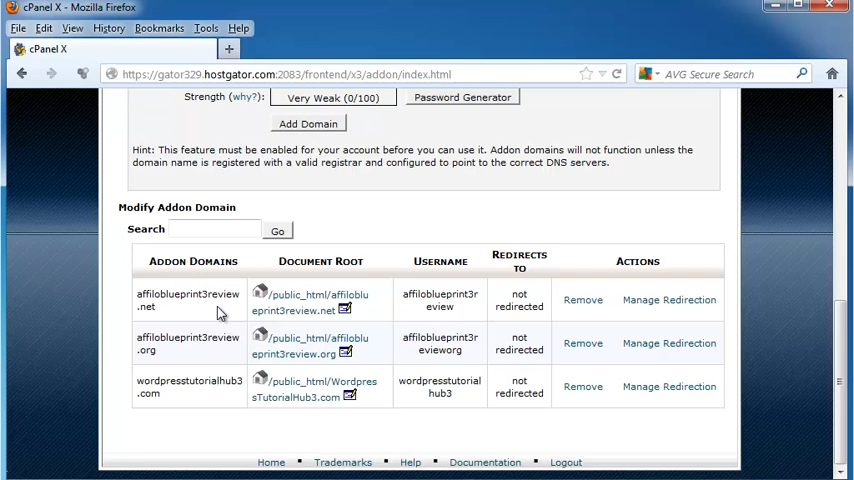 cPanel X - Mozilla Firefox
File Edit View History Bookmarks Tools Help
cPanel X
https://gator329.hostgator.com:2083/frontend/x3/addon/index.html
AVG Secure Search
Strength (why?): Very Weak (0/100) Password Generator
Add Domain
Hint: This feature must be enabled for your account before you can use it. Addon domains will not function unless the
domain name is registered with a valid registrar and configured to point to the correct DNS servers.
Modify Addon Domain
Search Go
ADDON DOMAINS DOCUMENT ROOT USERNAME REDIRECTS TO ACTIONS
affiloblueprint3review
.net
/public_html/affiloblu
eprint3review.net
affiloblueprint3r
eview
not
redirected
Remove Manage Redirection
affiloblueprint3review
.org
/public_html/affiloblu
eprint3review.org
affiloblueprint3r
evieworg
not
redirected
Remove Manage Redirection
wordpresstutorialhub3
.com
/public_html/Wordpres
sTutorialHub3.com
wordpresstutorial
hub3
not
redirected
Remove Manage Redirection
Home Trademarks Help Documentation Logout